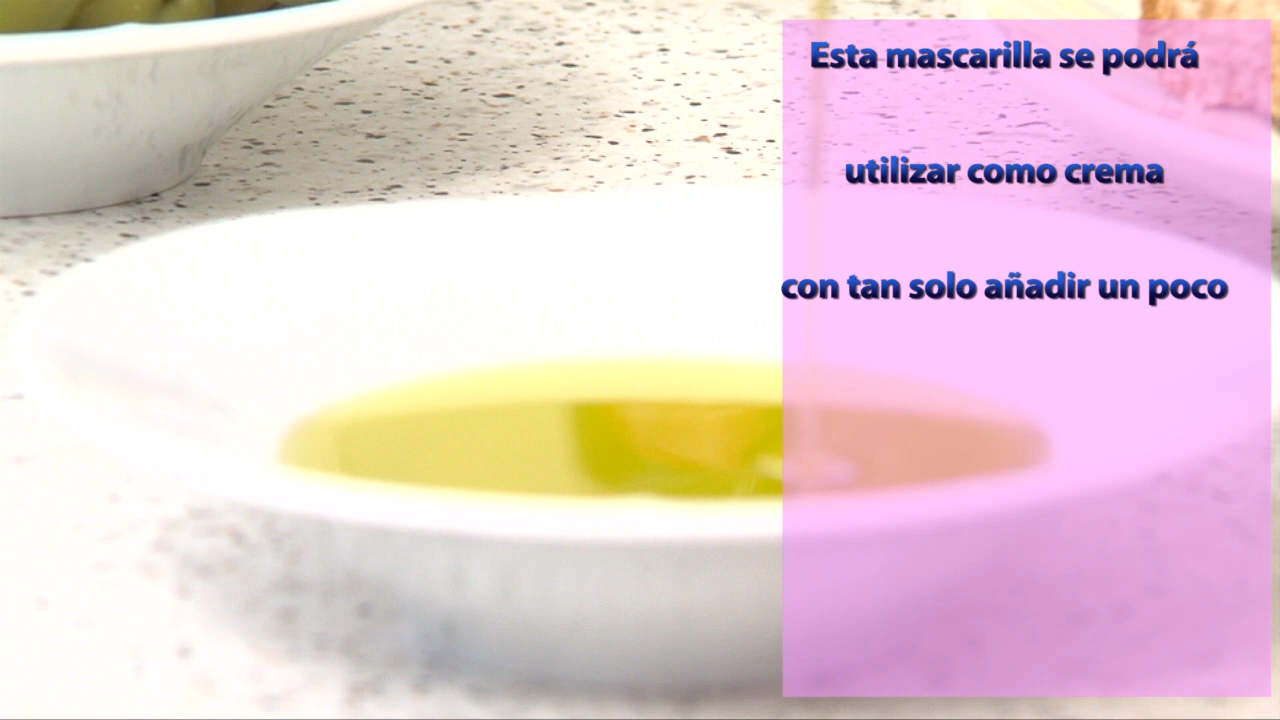 Esta mascarilla se podrá
utilizar como crema
con tan solo añadir un poco